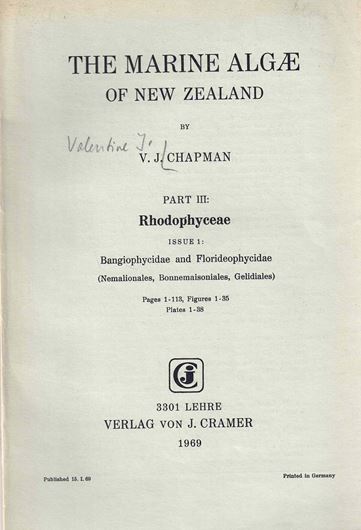 THE MARINE ALGÆ
OF NEW ZEALAND
BY
Valentine J.
V. J. CHAPMAN
PART III:
Rhodophyceae
ISSUE 1:
Bangiophycidae and Florideophycidae
(Nemalionales, Bonnemaisoniales, Gelidiales)
Pages 1-113, Figures 1-35
Plates 1-38
3301 LEHRE
VERLAG VON J. CRAMER
1969
Published 15. I. 69
Printed in Germany